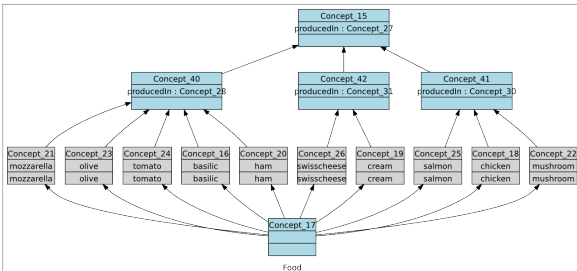 Concept_15
producedIn : Concept_27
Concept_40
producedIn : Concept_28
Concept_42
producedIn : Concept_31
Concept_41
producedIn : Concept_30
Concept_21
mozzarella
mozzarella
Concept_23
olive
olive
Concept_24
tomato
tomato
Concept_16
basilic
basilic
Concept_20
ham
ham
Concept_26
swisscheese
swisscheese
Concept_19
cream
cream
Concept_25
salmon
salmon
Concept_18
chicken
chicken
Concept_22
mushroom
mushroom
Concept_17
Food